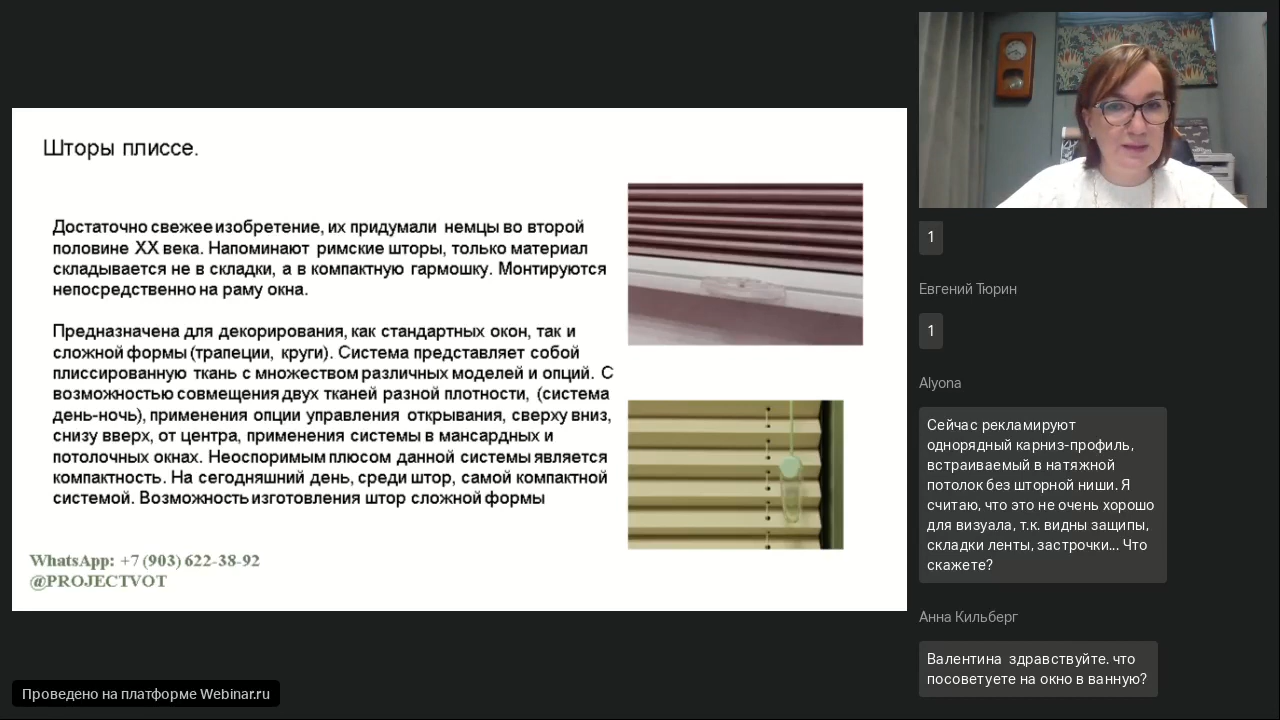 Шторы плиссе.
Достаточно свежее изобретение, их придумали немцы во второй
половине XX века. Напоминают римские шторы, только материал
складывается не в складки, а в компактную гармошку. Монтируются
непосредственно на раму окна.
Предназначена для декорирования, как стандартных окон, так и
сложной формы (трапеции, круги). Система представляет собой
плиссированную ткань с множеством различных моделей и опций. С
возможностью совмещения двух тканей разной плотности, (система
день-ночь), применения опции управления открывания, сверху вниз,
снизу вверх, от центра, применения системы в мансардных и
потолочных окнах. Неоспоримым плюсом данной системы является
компактность. На сегодняшний день, среди штор, самой компактной
системой. Возможность изготовления штор сложной формы
WhatsApp: +7 (903) 622-38-92
@PROJECTVOT
Проведено на платформе Webinar.ru
1
Евгений Тюрин
1
Alyona
Сейчас рекламируют
однорядный карниз-профиль,
встраиваемый в натяжной
потолок без шторной ниши. Я
считаю, что это не очень хорошо
для визуала, т.к. видны защипы,
складки ленты, застрочки... Что
скажете?
Анна Кильберг
Валентина здравствуйте. что
посоветуете на окно в ванную?